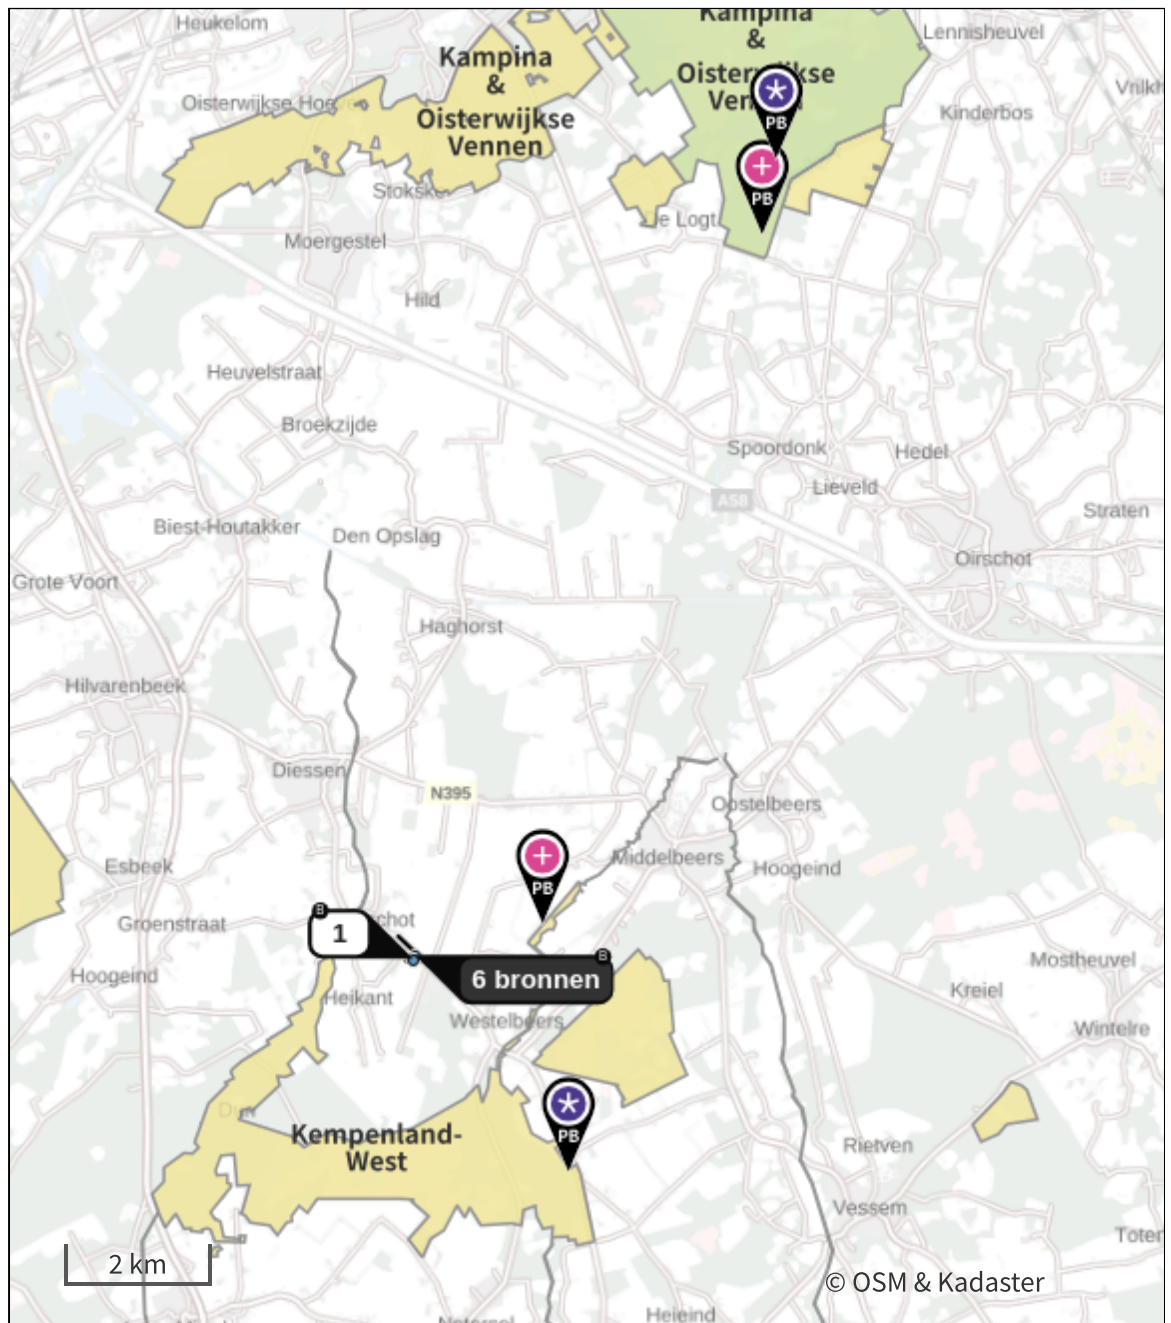 Heukelom
Kampina
&
Oisterwijkse
Vennen
Kampina
&
Lennisheuvel
Oisterwijkse
PB
Kinderbos
Stokske
PB
De Logt
Moergestel
Hild
Heuvelstraat
Broekzijde
Spoordonk
Hedel
Lieveld
A58
Straten
Biest-Houtakker
Den Opslag
Oirschot
Grote Voort
Haghorst
Hilvarenbeek
Diessen
N395
Oostelbeers
Middelbeers
Hoogeind
Esbeek
PB
Groenstraat
B
1
chot
B
6 bronnen
Hoogeind
Heikant
Westelbeers
Mostheuvel
Kreiel
Wintelre
Kempenland-
West
PB
Rietven
Vessem
2 km
© OSM & Kadaster
Heieind